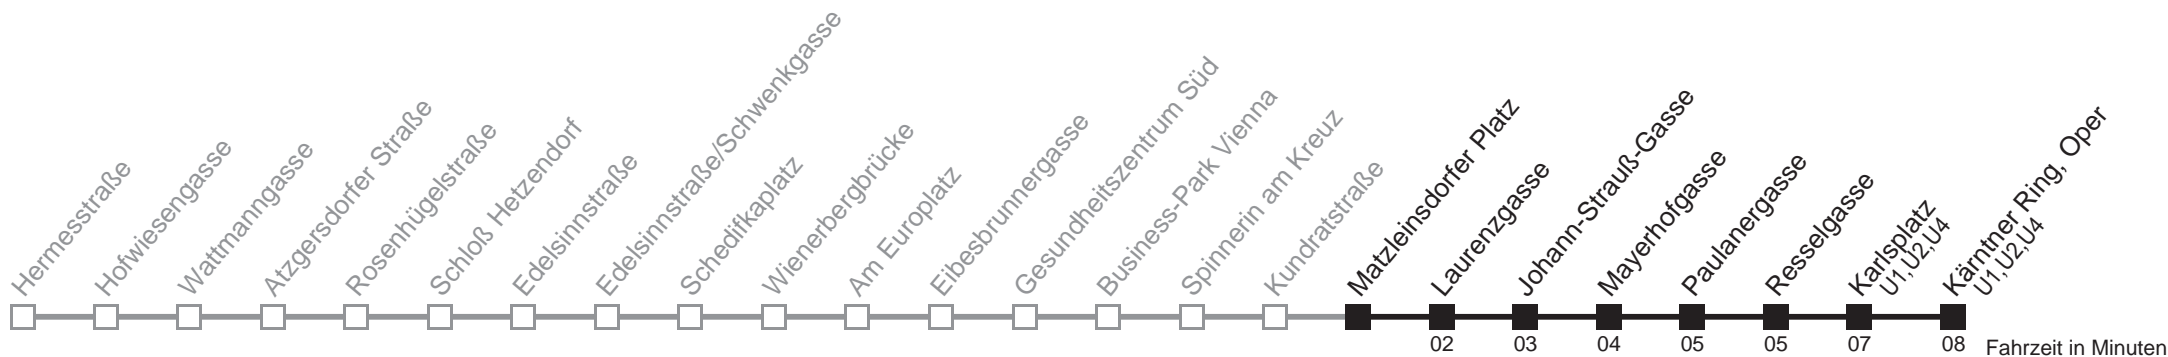 Hermesstraße
Hofwiesengasse
Wattmanngasse
Atzgersdorfer Straße
Rosenhügelstraße
Schloß Hetzendorf
Edelsinnstraße
Edelsinnstraße/Schwenkgasse
Schedifkaplatz
Wienerbergbrücke
Am Europlatz
Eibesbrunnergasse
Gesundheitszentrum Süd
Business-Park Vienna
Spinnerin am Kreuz
Kundratstraße
Matzleinsdorfer Platz
Laurenzgasse
Johann-Strauß-Gasse
Mayerhofgasse
Paulanergasse
Resselgasse
Karlsplatz
U1,U2,U4
Kärntner Ring, Oper
U1,U2,U4
02 03 04 05 05 07 08 Fahrzeit in Minuten